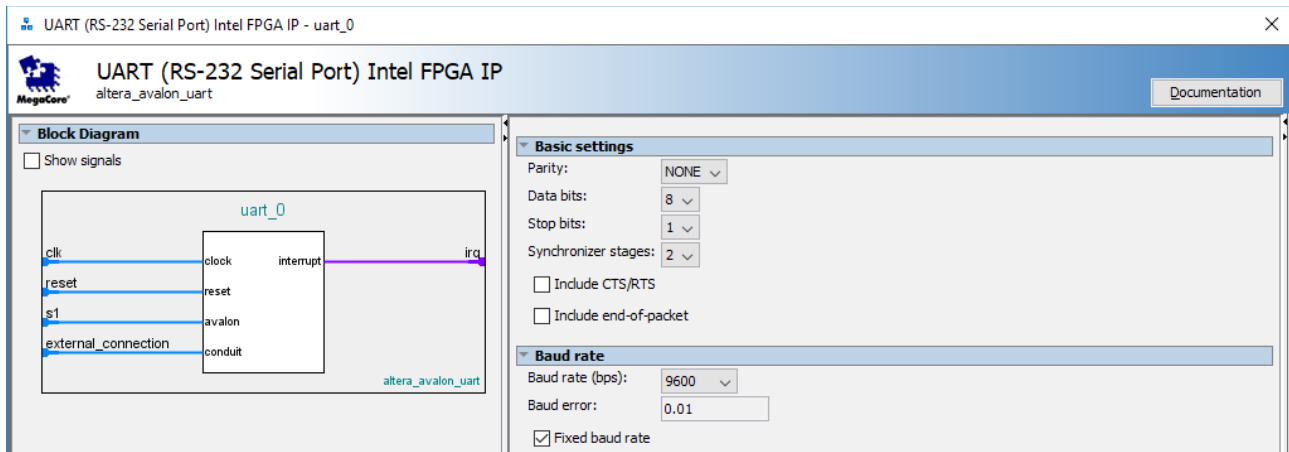 UART (RS-232 Serial Port) Intel FPGA IP - uart_0
UART (RS-232 Serial Port) Intel FPGA IP
MegaCore®
altera_avalon_uart
Documentation
Block Diagram
Show signals
uart_0
clk
clock
interrupt
irq
reset
reset
s1
avalon
external_connection
conduit
altera_avalon_uart
Basic settings
Parity: NONE
Data bits: 8
Stop bits: 1
Synchronizer stages: 2
Include CTS/RTS
Include end-of-packet
Baud rate
Baud rate (bps): 9600
Baud error: 0.01
Fixed baud rate